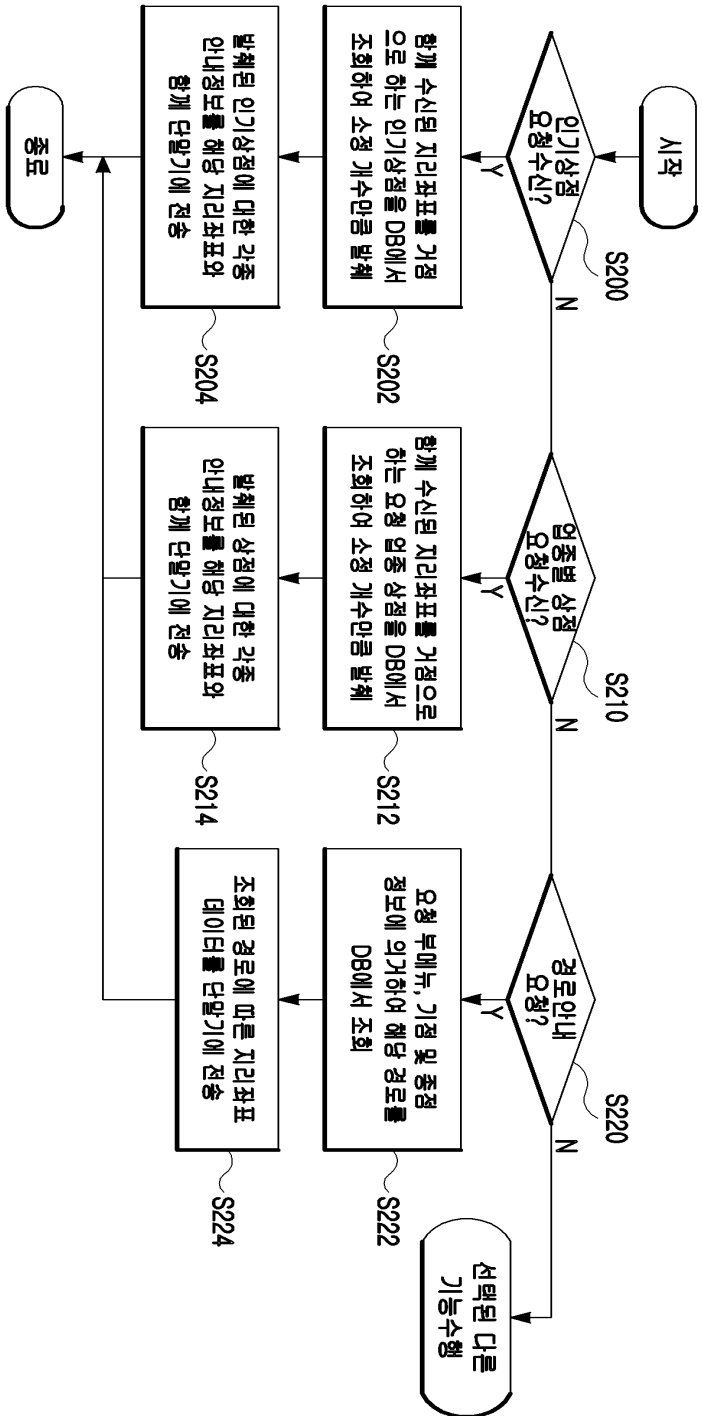 시작
인기상점
요청수신?
S200
N
Y
함께 수신된 지리좌표를 거점
으로 하는 인기상점을 DB에서
조회하여 소정 개수만큼 발췌
S202
발췌된 인기상점에 대한 각종
안내정보를 해당 지리좌표와
함께 단말기에 전송
S204
종료
업종별 상점
요청수신?
S210
N
Y
함께 수신된 지리좌표를 거점으로
하는 요청 업종 상점을 DB에서
조회하여 소정 개수만큼 발췌
S212
발췌된 상점에 대한 각종
안내정보를 해당 지리좌표와
함께 단말기에 전송
S214
경로안내
요청?
S220
N
Y
요청 부메뉴, 기점 및 종점
정보에 의거하여 해당 경로를
DB에서 조회
S222
조회된 경로에 따른 지리좌표
데이터를 단말기에 전송
S224
선택된 다른
기능수행